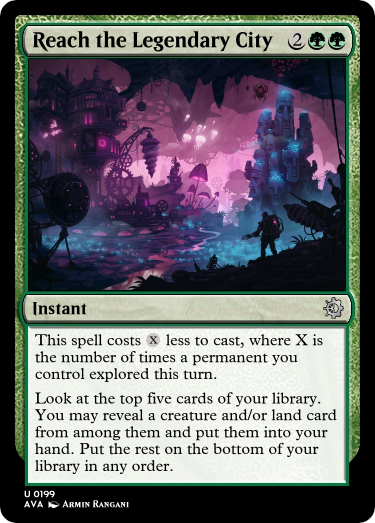 Reach the Legendary City 2
Instant
This spell costs X less to cast, where X is
the number of times a permanent you
control explored this turn.
Look at the top five cards of your library.
You may reveal a creature and/or land card
from among them and put them into your
hand. Put the rest on the bottom of your
library in any order.
U 0199
AVA Armin Rangani